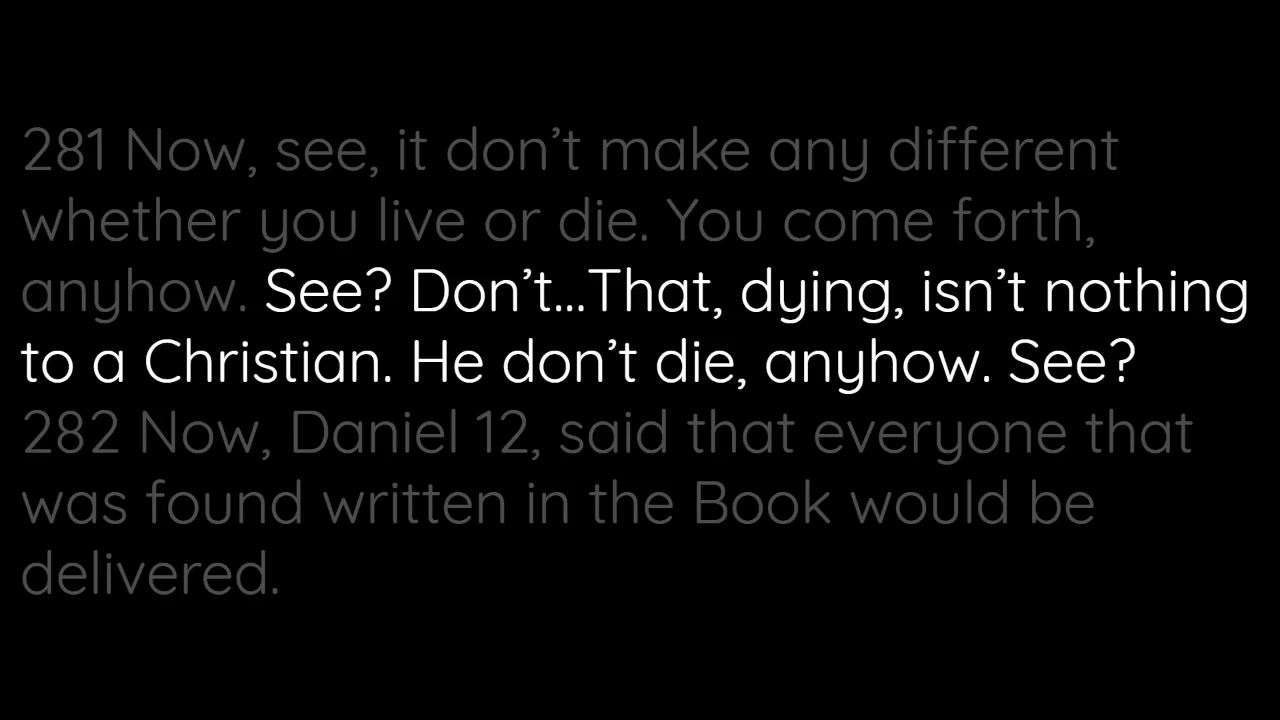 281 Now, see, it don’t make any different
whether you live or die. You come forth,
anyhow. See? Don’t...That, dying, isn’t nothing
to a Christian. He don’t die, anyhow. See?
282 Now, Daniel 12, said that everyone that
was found written in the Book would be
delivered.